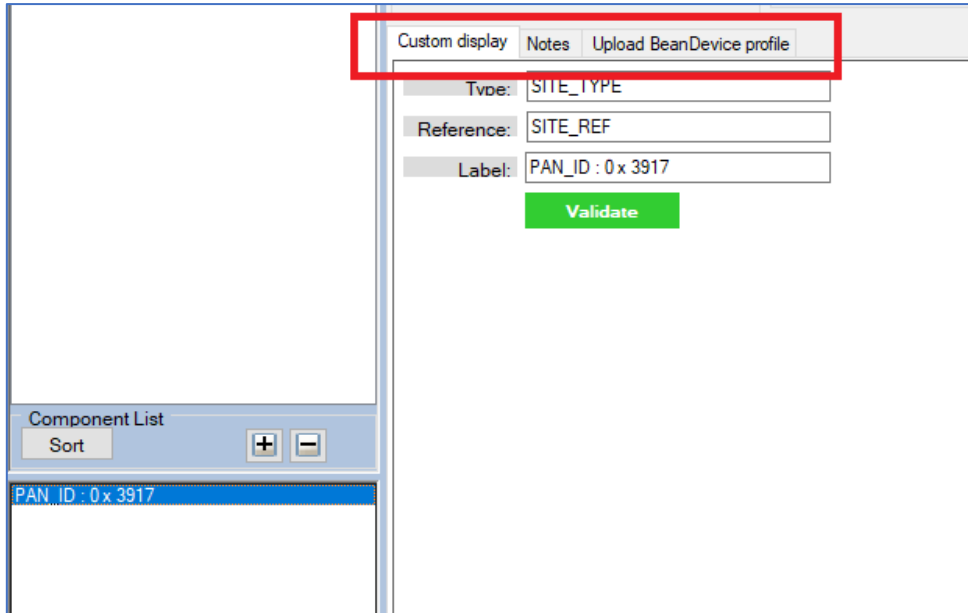 Custom display Notes Upload BeanDevice profile
Type: SITE_TYPE
Reference: SITE_REF
Label: PAN_ID : 0 x 3917
Validate
Component List
Sort
PAN_ID : 0 x 3917